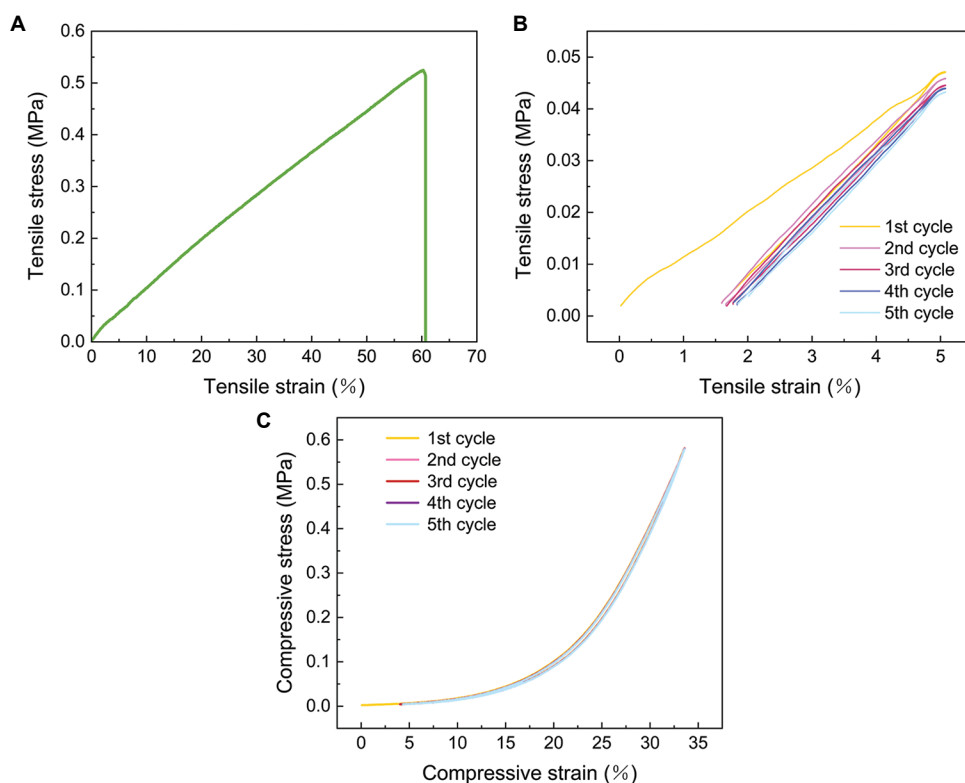 A
Tensile stress (MPa)
0.6
0.5
0.4
0.3
0.2
0.1
0.0
0 10 20 30 40 50 60 70
Tensile strain (%)
B
Tensile stress (MPa)
0.05
0.04
0.03
0.02
0.01
0.00
0 1 2 3 4 5
Tensile strain (%)
1st cycle
2nd cycle
3rd cycle
4th cycle
5th cycle
C
Compressive stress (MPa)
0.6
0.5
0.4
0.3
0.2
0.1
0.0
0 5 10 15 20 25 30 35
Compressive strain (%)
1st cycle
2nd cycle
3rd cycle
4th cycle
5th cycle